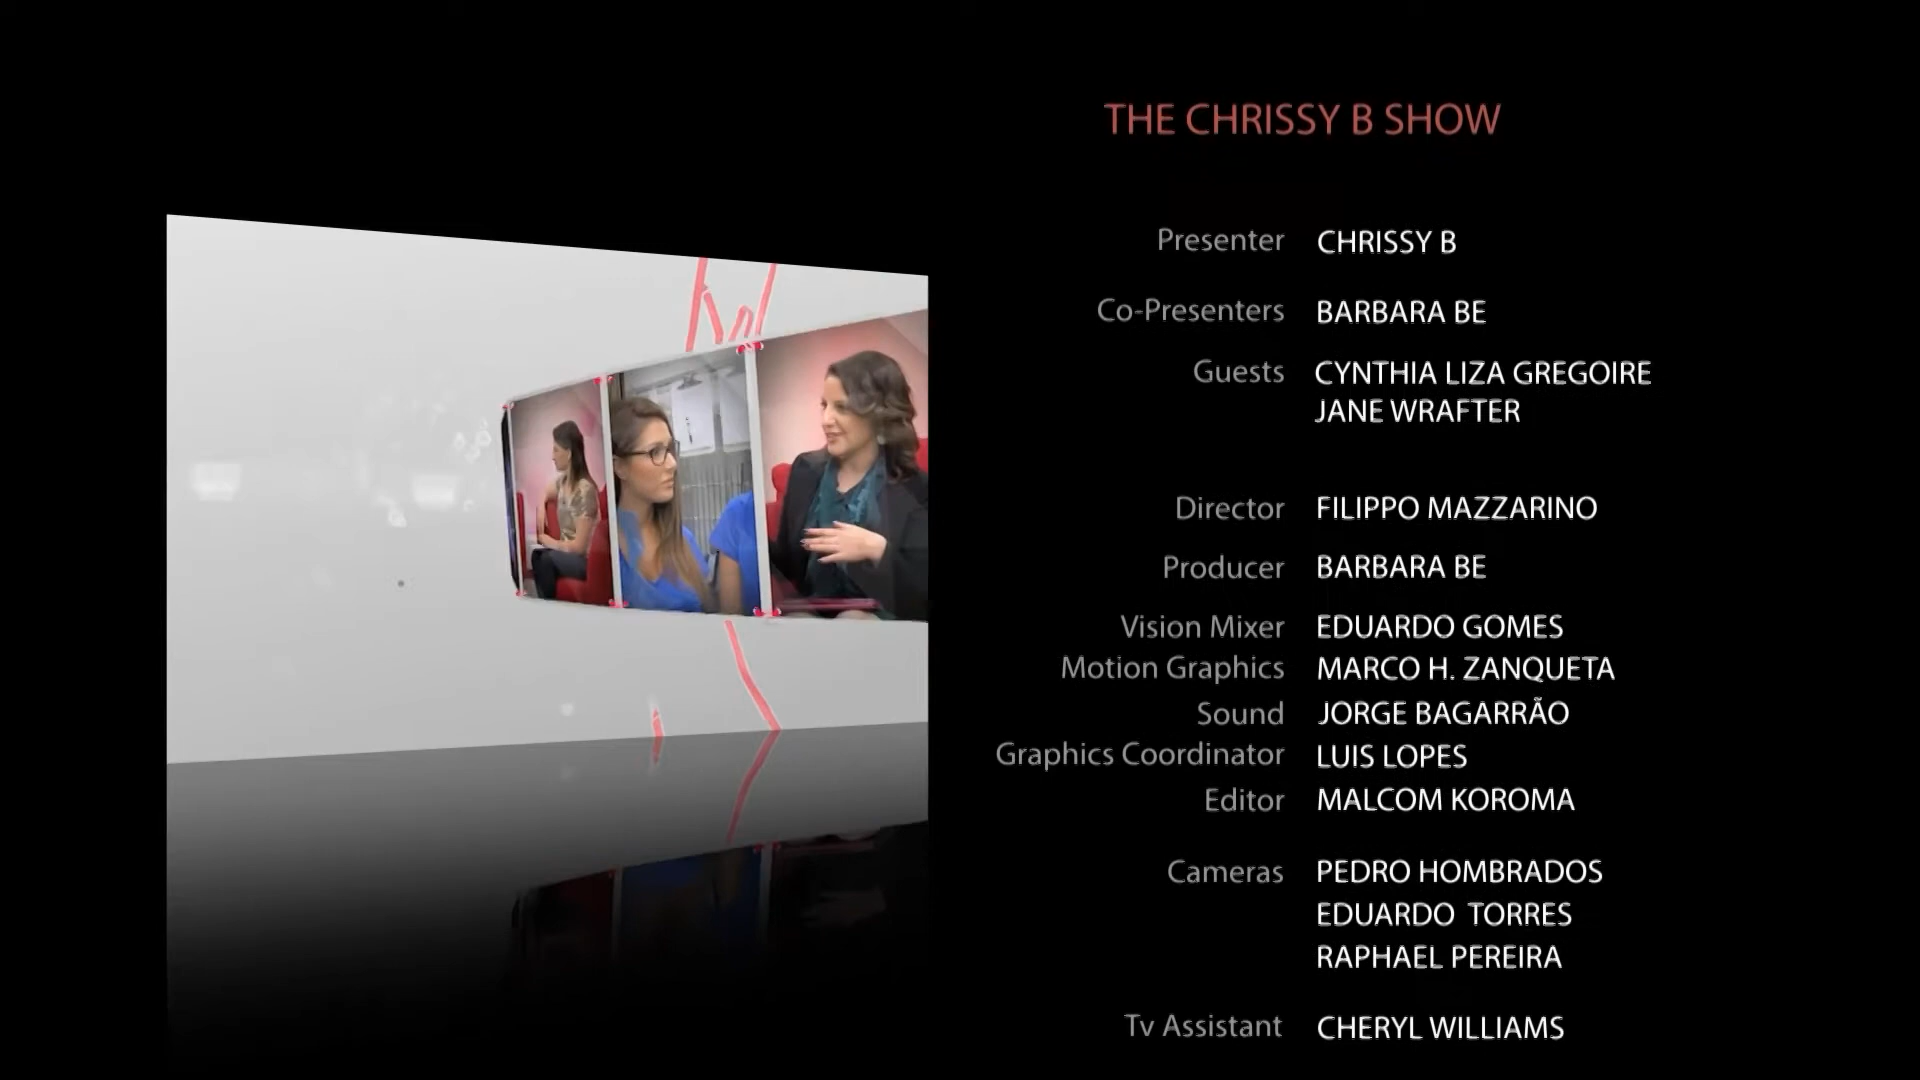 THE CHRISSY B SHOW
Presenter CHRISSY B
Co-Presenters BARBARA BE
Guests CYNTHIA LIZA GREGOIRE
JANE WRAFTER
Director FILIPPO MAZZARINO
Producer BARBARA BE
Vision Mixer EDUARDO GOMES
Motion Graphics MARCO H. ZANQUETA
Sound JORGE BAGARRÃO
Graphics Coordinator LUIS LOPES
Editor MALCOM KOROMA
Cameras PEDRO HOMBRADOS
EDUARDO TORRES
RAPHAEL PEREIRA
Tv Assistant CHERYL WILLIAMS